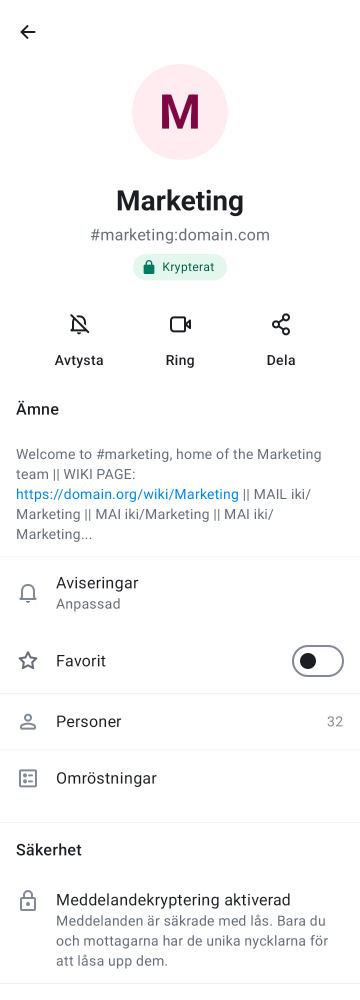 M
Marketing
#marketing:domain.com
Krypterat
Avtysta
Ring
Dela
Ämne
Welcome to #marketing, home of the Marketing
team || WIKI PAGE:
https://domain.org/wiki/Marketing || MAIL iki/
Marketing || MAI iki/Marketing || MAI iki/
Marketing...
Aviseringar
Anpassad
Favorit
Personer
32
Omröstningar
Säkerhet
Meddelandekryptering aktiverad
Meddelanden är säkrade med lås. Bara du
och mottagarna har de unika nycklarna för
att låsa upp dem.